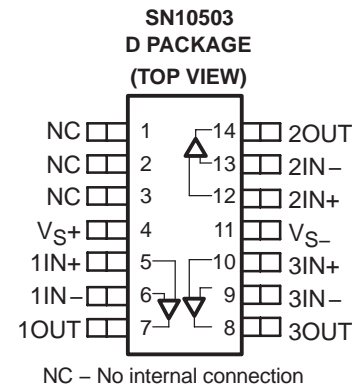 SN10503
D PACKAGE
(TOP VIEW)
NC 1 14 2OUT
NC 2 13 2IN−
NC 3 12 2IN+
VS+ 4 11 VS−
1IN+ 5 10 3IN+
1IN− 6 9 3IN−
1OUT 7 8 3OUT
NC − No internal connection